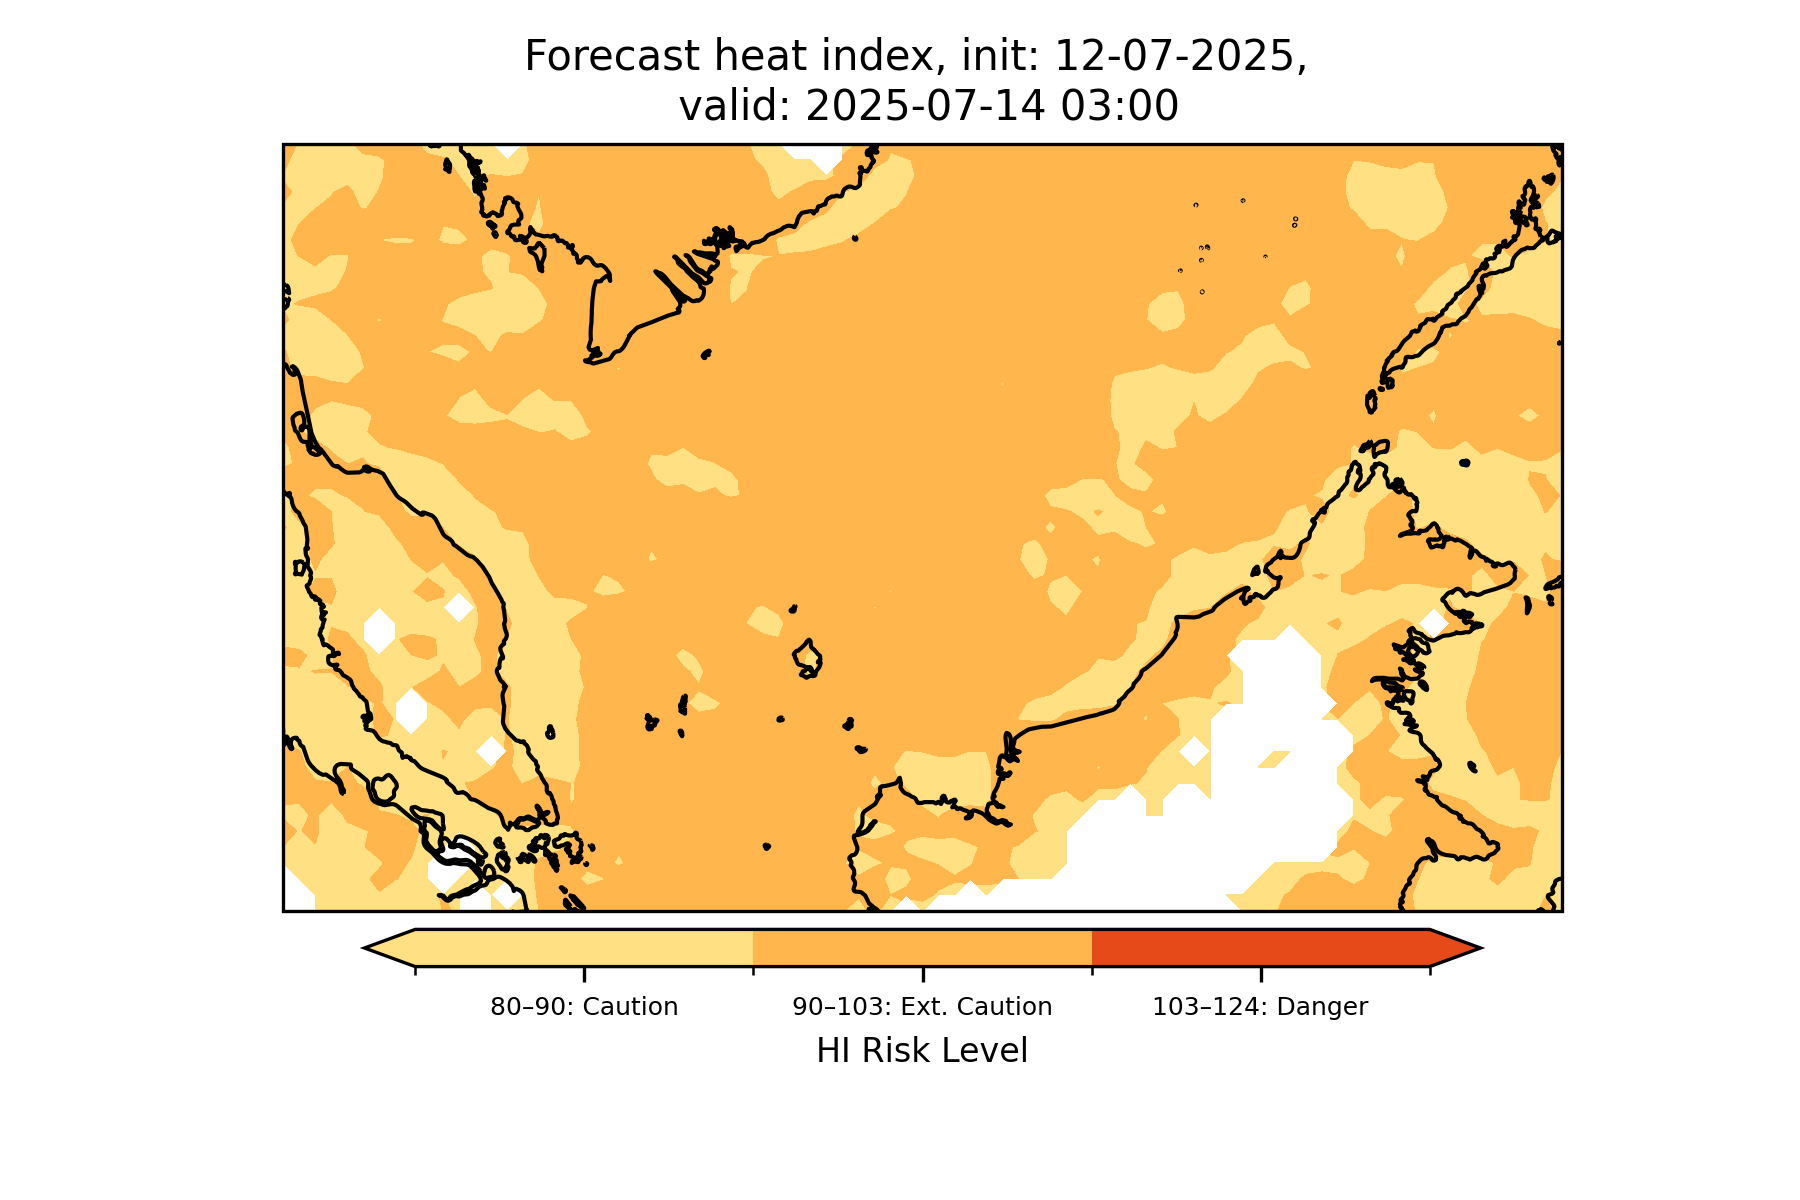 Forecast heat index, init: 12-07-2025,
valid: 2025-07-14 03:00
80–90: Caution
90–103: Ext. Caution
103–124: Danger
HI Risk Level